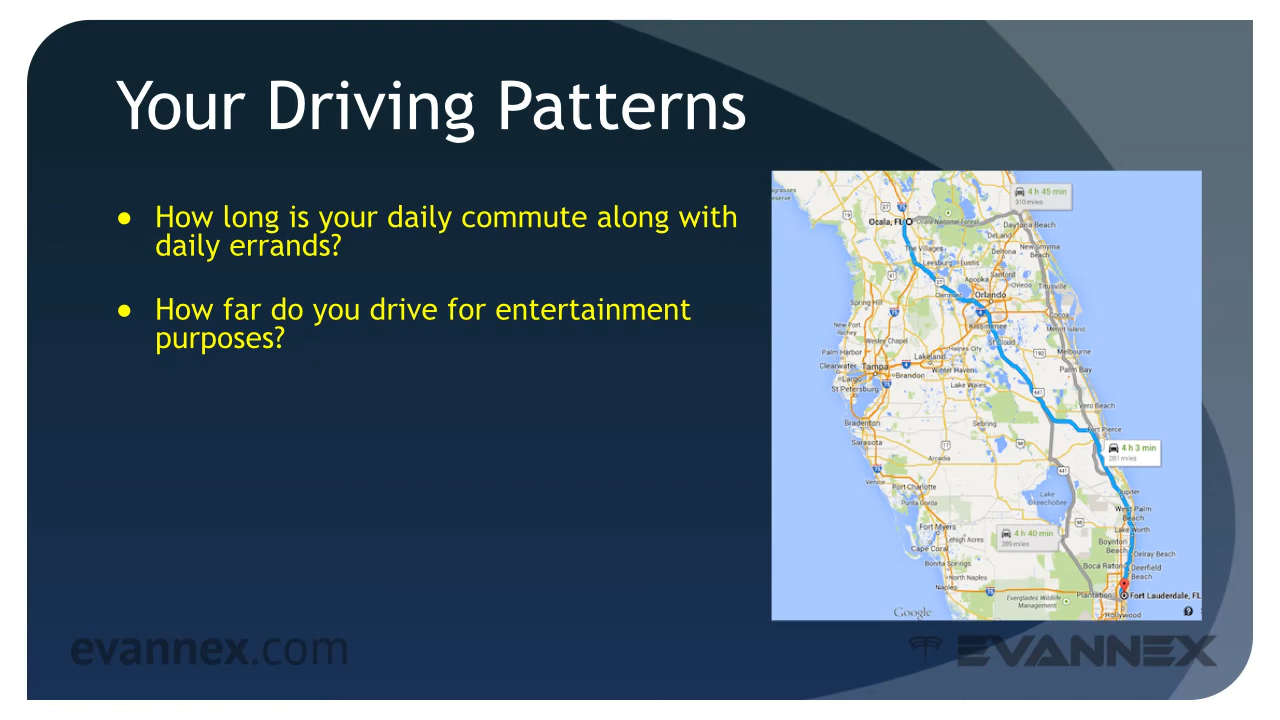 Your Driving Patterns
● How long is your daily commute along with
daily errands?
● How far do you drive for entertainment
purposes?
4 h 45 min
310 miles
Ocala, FL
Ocala National Forest
Daytona Beach
DeLand
New Smyrna
Beach
The Villages
Deltona
Leesburg
Eustis
Sanford
Apopka
Oviedo
Titusville
Clermont
Orlando
Spring Hill
Kissimmee
Cocoa
Merritt Island
New Port
Richey
Wesley Chapel
St Cloud
Haines City
Palm Harbor
Lakeland
Melbourne
Clearwater
Tampa
Winter Haven
Palm Bay
Largo
Brandon
St Petersburg
Lake Wales
Vero Beach
Bradenton
Sebring
Fort Pierce
Sarasota
4 h 3 min
281 miles
Arcadia
Venice
Port Charlotte
Jupiter
Punta Gorda
Lake
Okeechobee
West Palm
Beach
Fort Myers
Lake Worth
4 h 40 min
289 miles
Lehigh Acres
Boynton
Beach
Cape Coral
Delray Beach
Bonita Springs
Boca Raton
Deerfield
Beach
North Naples
Naples
Plantation
Fort Lauderdale, FL
Everglades Wildlife
Management
Google
Hollywood
evannex.com
EVANNEX